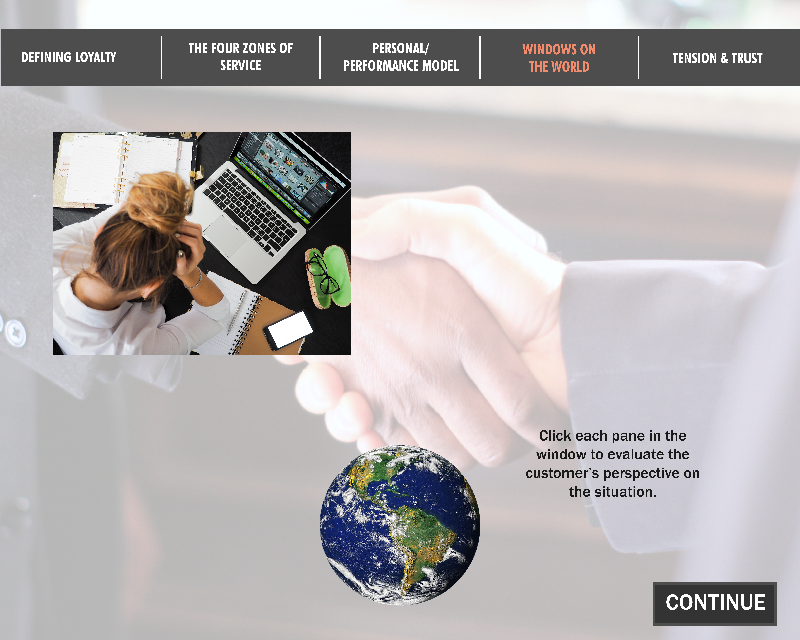 DEFINING LOYALTY
THE FOUR ZONES OF
SERVICE
PERSONAL/
PERFORMANCE MODEL
WINDOWS ON
THE WORLD
TENSION & TRUST
Click each pane in the
window to evaluate the
customer's perspective on
the situation.
CONTINUE